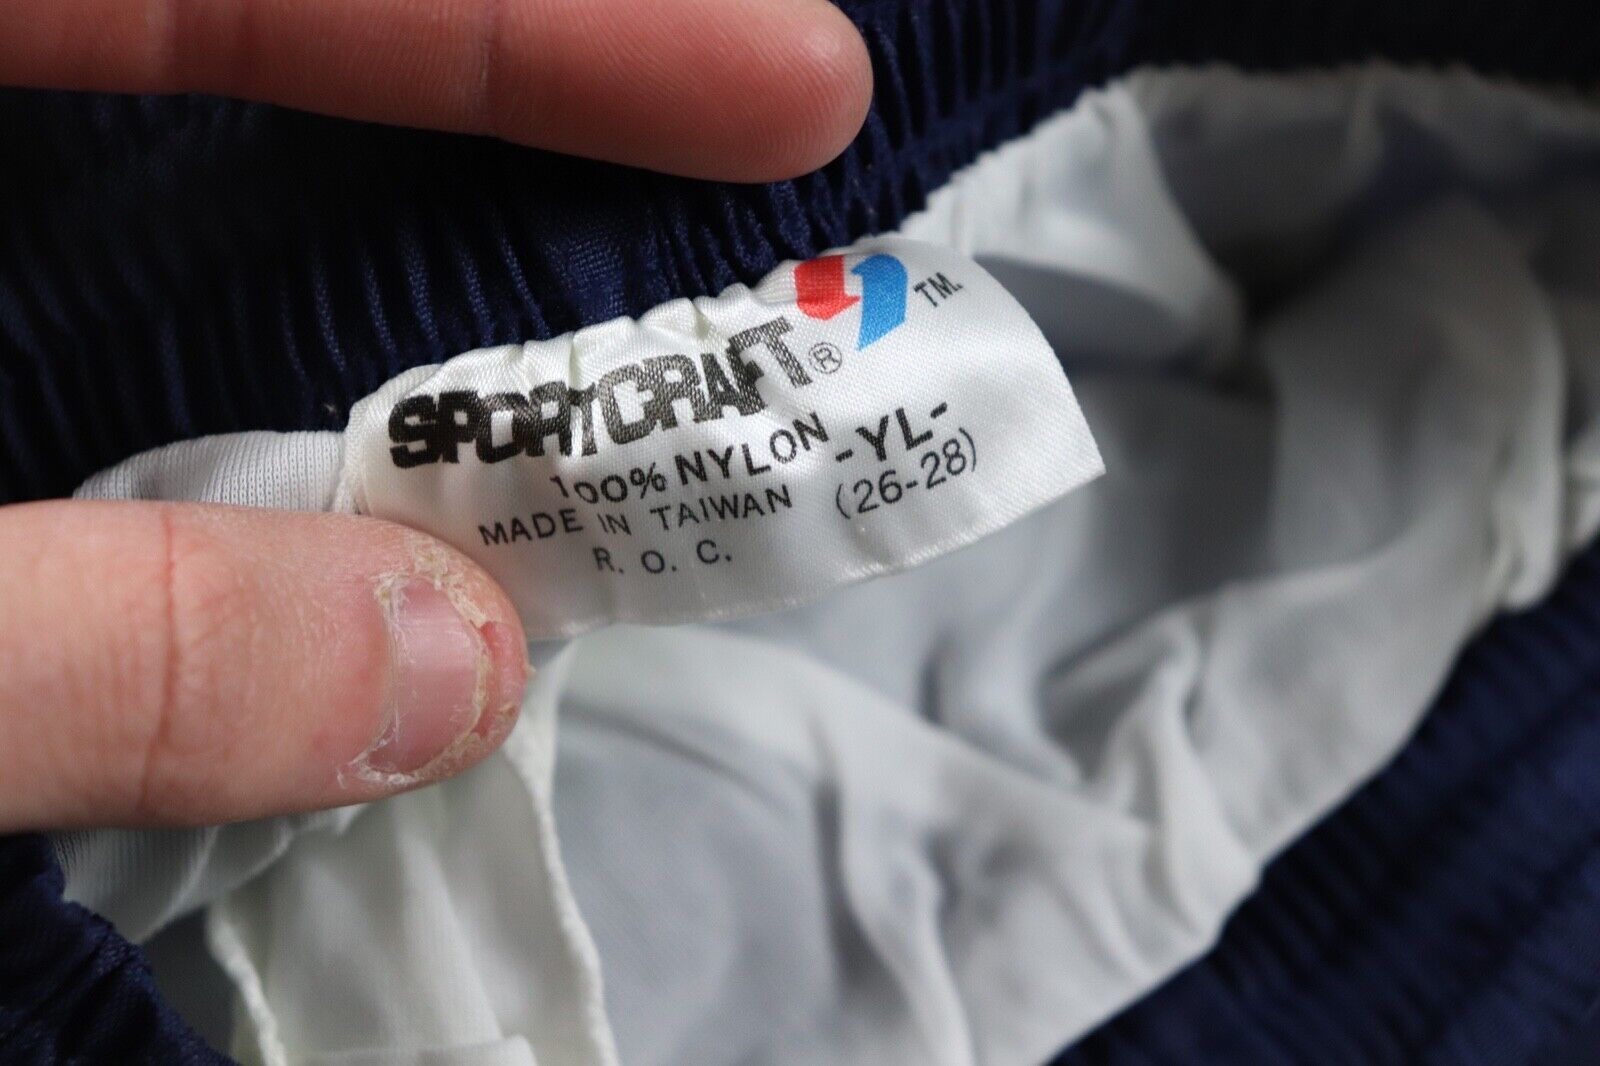 SPORTCRAFT® TM.
100% NYLON -YL-
MADE IN TAIWAN (26-28)
R. O. C.